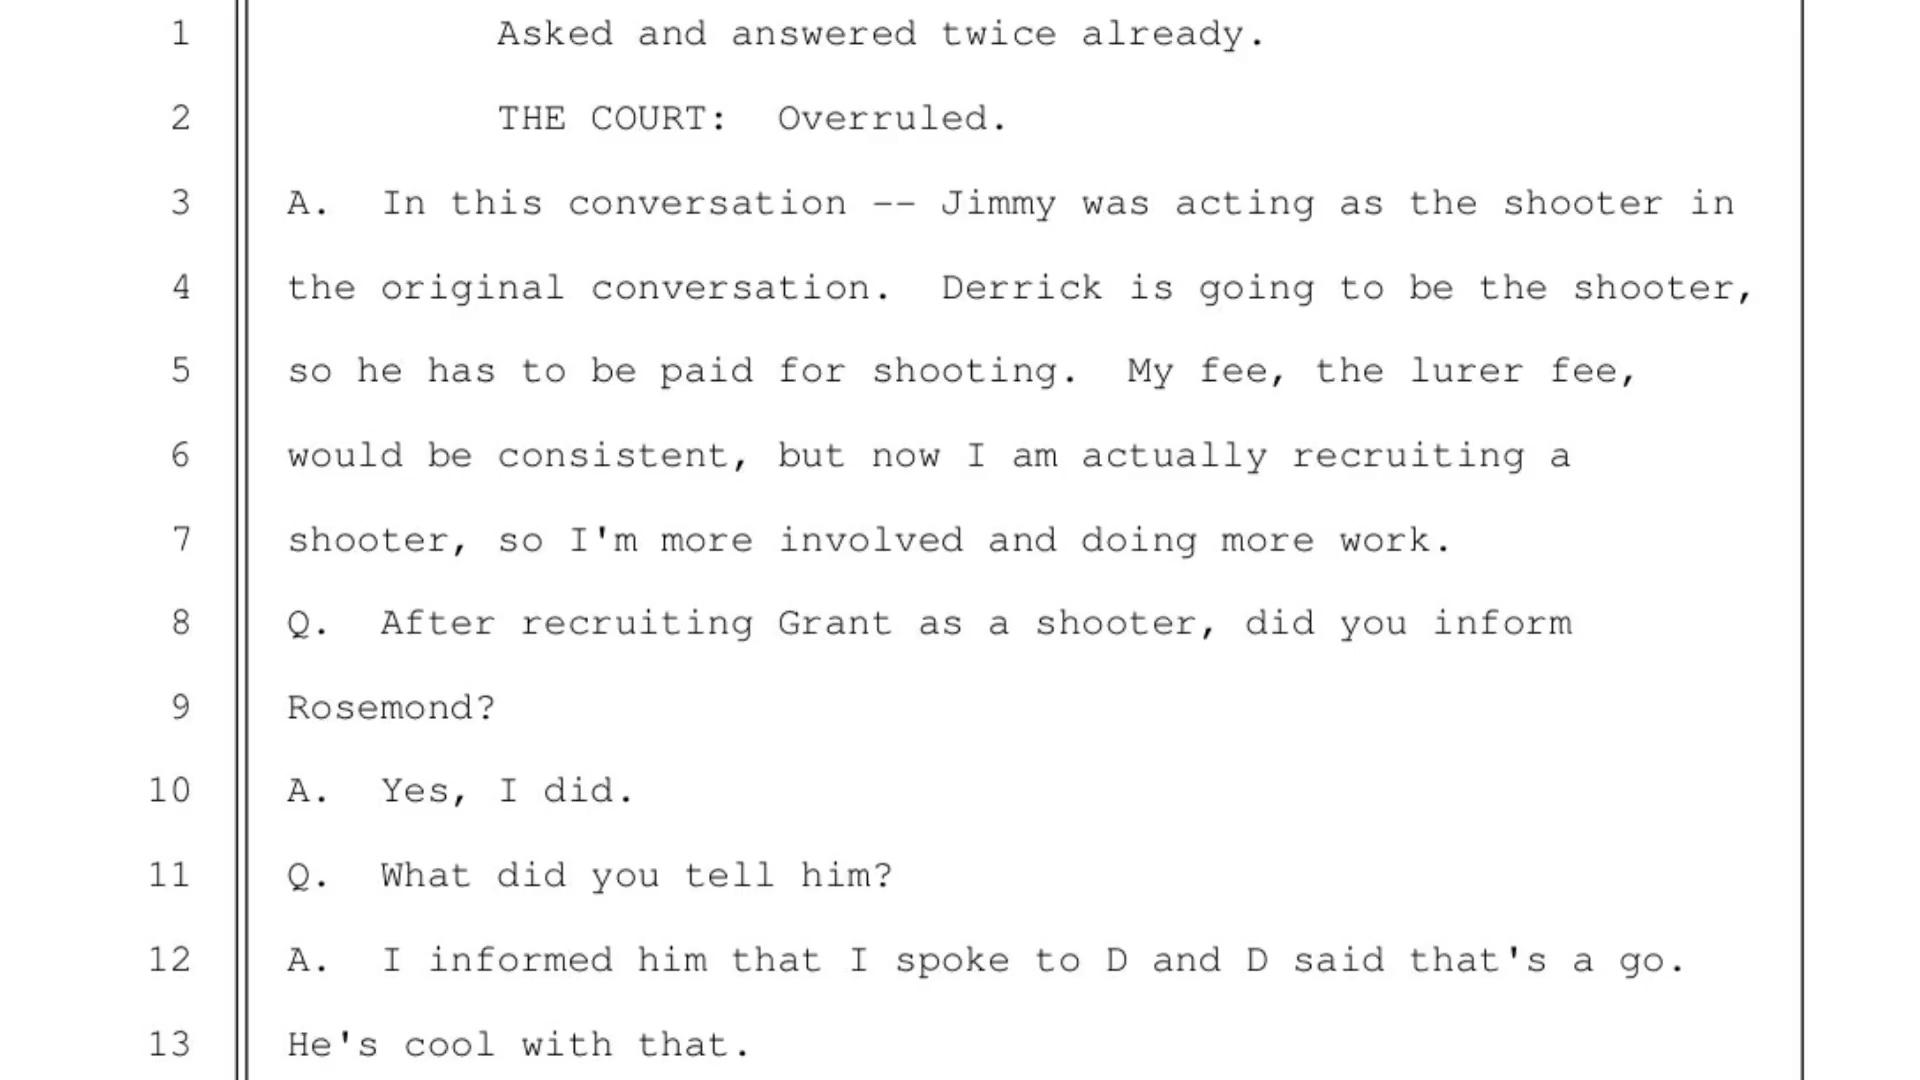 1 Asked and answered twice already.
2 THE COURT: Overruled.
3 A. In this conversation -- Jimmy was acting as the shooter in
4 the original conversation. Derrick is going to be the shooter,
5 so he has to be paid for shooting. My fee, the lurer fee,
6 would be consistent, but now I am actually recruiting a
7 shooter, so I'm more involved and doing more work.
8 Q. After recruiting Grant as a shooter, did you inform
9 Rosemond?
10 A. Yes, I did.
11 Q. What did you tell him?
12 A. I informed him that I spoke to D and D said that's a go.
13 He's cool with that.